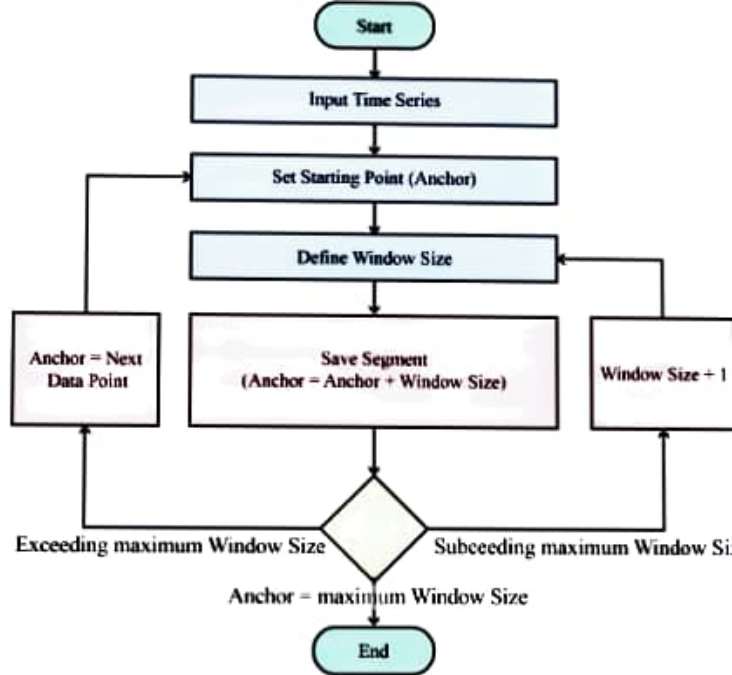 Start
Input Time Series
Set Starting Point (Anchor)
Define Window Size
Anchor = Next
Data Point
Save Segment
(Anchor = Anchor + Window Size)
Window Size + 1
Exceeding maximum Window Size
Subceeding maximum Window Si
Anchor = maximum Window Size
End